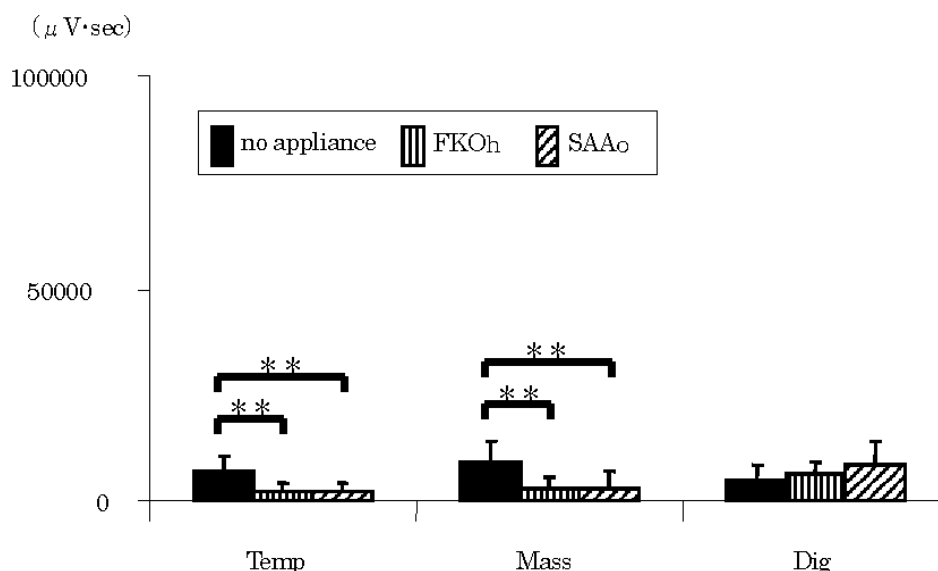 (μV·sec)
100000
no appliance FKOh SAAo
50000
** **
** **
0
Temp Mass Dig